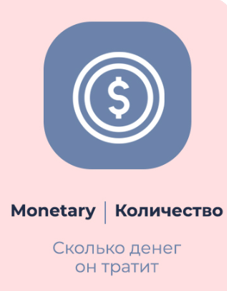 $
Monetary | Количество
Сколько денег
он тратит